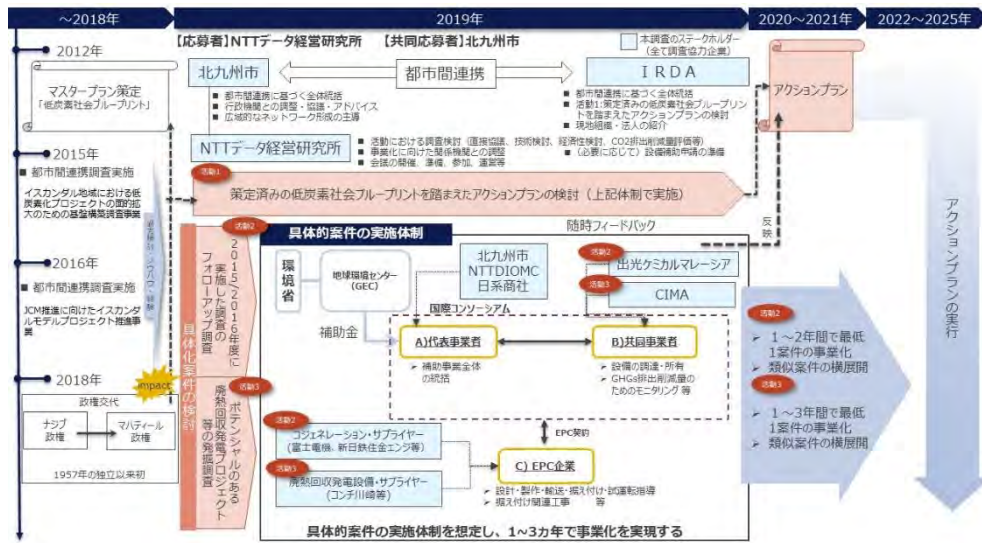 ～2018年
2019年
2020～2021年
2022～2025年
2012年
マスタープラン策定
「低炭素社会ブループリント」
2015年
■ 都市間連携調査実施
イスカンダル地域における低
炭素化プロジェクトの面的拡
大のための基盤構築調査事業
2016年
■ 都市間連携調査実施
JCM推進に向けたイスカンダ
ルモデルプロジェクト推進事
業
2018年
impact
政権交代
ナジブ
政権
マハティール
政権
1957年の独立以来初
【応募者】NTTデータ経営研究所
【共同応募者】北九州市
本調査のステークホルダー
（全て調査協力企業）
北九州市
都市間連携
IRDA
■ 都市間連携に基づく全体統括
■ 行政機関との調整・協議・アドバイス
■ 広域的なネットワーク形成の主導
■ 都市間連携に基づく全体統括
■ 活動1:策定済みの低炭素社会ブループリン
トを踏まえたアクションプランの検討
■ 現地組織・法人の紹介
NTTデータ経営研究所
■ 活動における調査検討（直接協議、技術検討、経済性検討、CO2排出削減量評価等）
■ 事業化に向けた関係機関との調整
■ （必要に応じて）設備補助申請の準備
■ 会議の開催、準備、参加、運営等
活動1
策定済みの低炭素社会ブループリントを踏まえたアクションプランの検討（上記体制で実施）
アクションプラン
随時フィードバック
反映
具体化案件の検討
活動2
2015/2016年度に
実施した調査の
フォローアップ調査
活動3
ポテンシャルのある
廃熱回収発電プロジェクト
等の発掘調査
具体的案件の実施体制
環境省
地球環境センター
(GEC)
補助金
北九州市
NTTDIOMC
日系商社
国際コンソーシアム
活動2
出光ケミカルマレーシア
活動3
CIMA
A)代表事業者
➢ 補助事業全体
の統括
B)共同事業者
➢ 設備の調達・所有
➢ GHGs排出削減量の
ためのモニタリング 等
EPC契約
活動2
コジェネレーション・サプライヤー
(富士電機、新日鉄住金エンジ等)
活動3
廃熱回収発電設備・サプライヤー
(コンチ川崎等)
C) EPC企業
➢ 設計・製作・輸送・据え付け・試運転指導
➢ 据え付け関連工事 等
具体的案件の実施体制を想定し、1～3カ年で事業化を実現する
活動2
➢ 1～2年間で最低
1案件の事業化
➢ 類似案件の横展開
活動3
➢ 1～3年間で最低
1案件の事業化
➢ 類似案件の横展開
アクションプランの実行